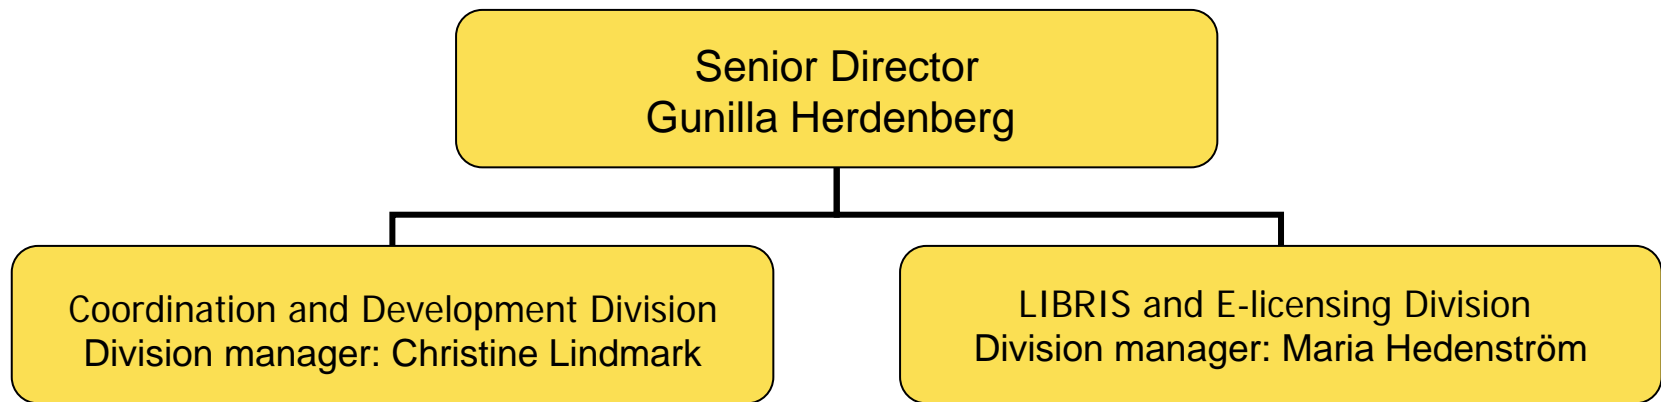 Senior Director
Gunilla Herdenberg
Coordination and Development Division
Division manager: Christine Lindmark
LIBRIS and E-licensing Division
Division manager: Maria Hedenström